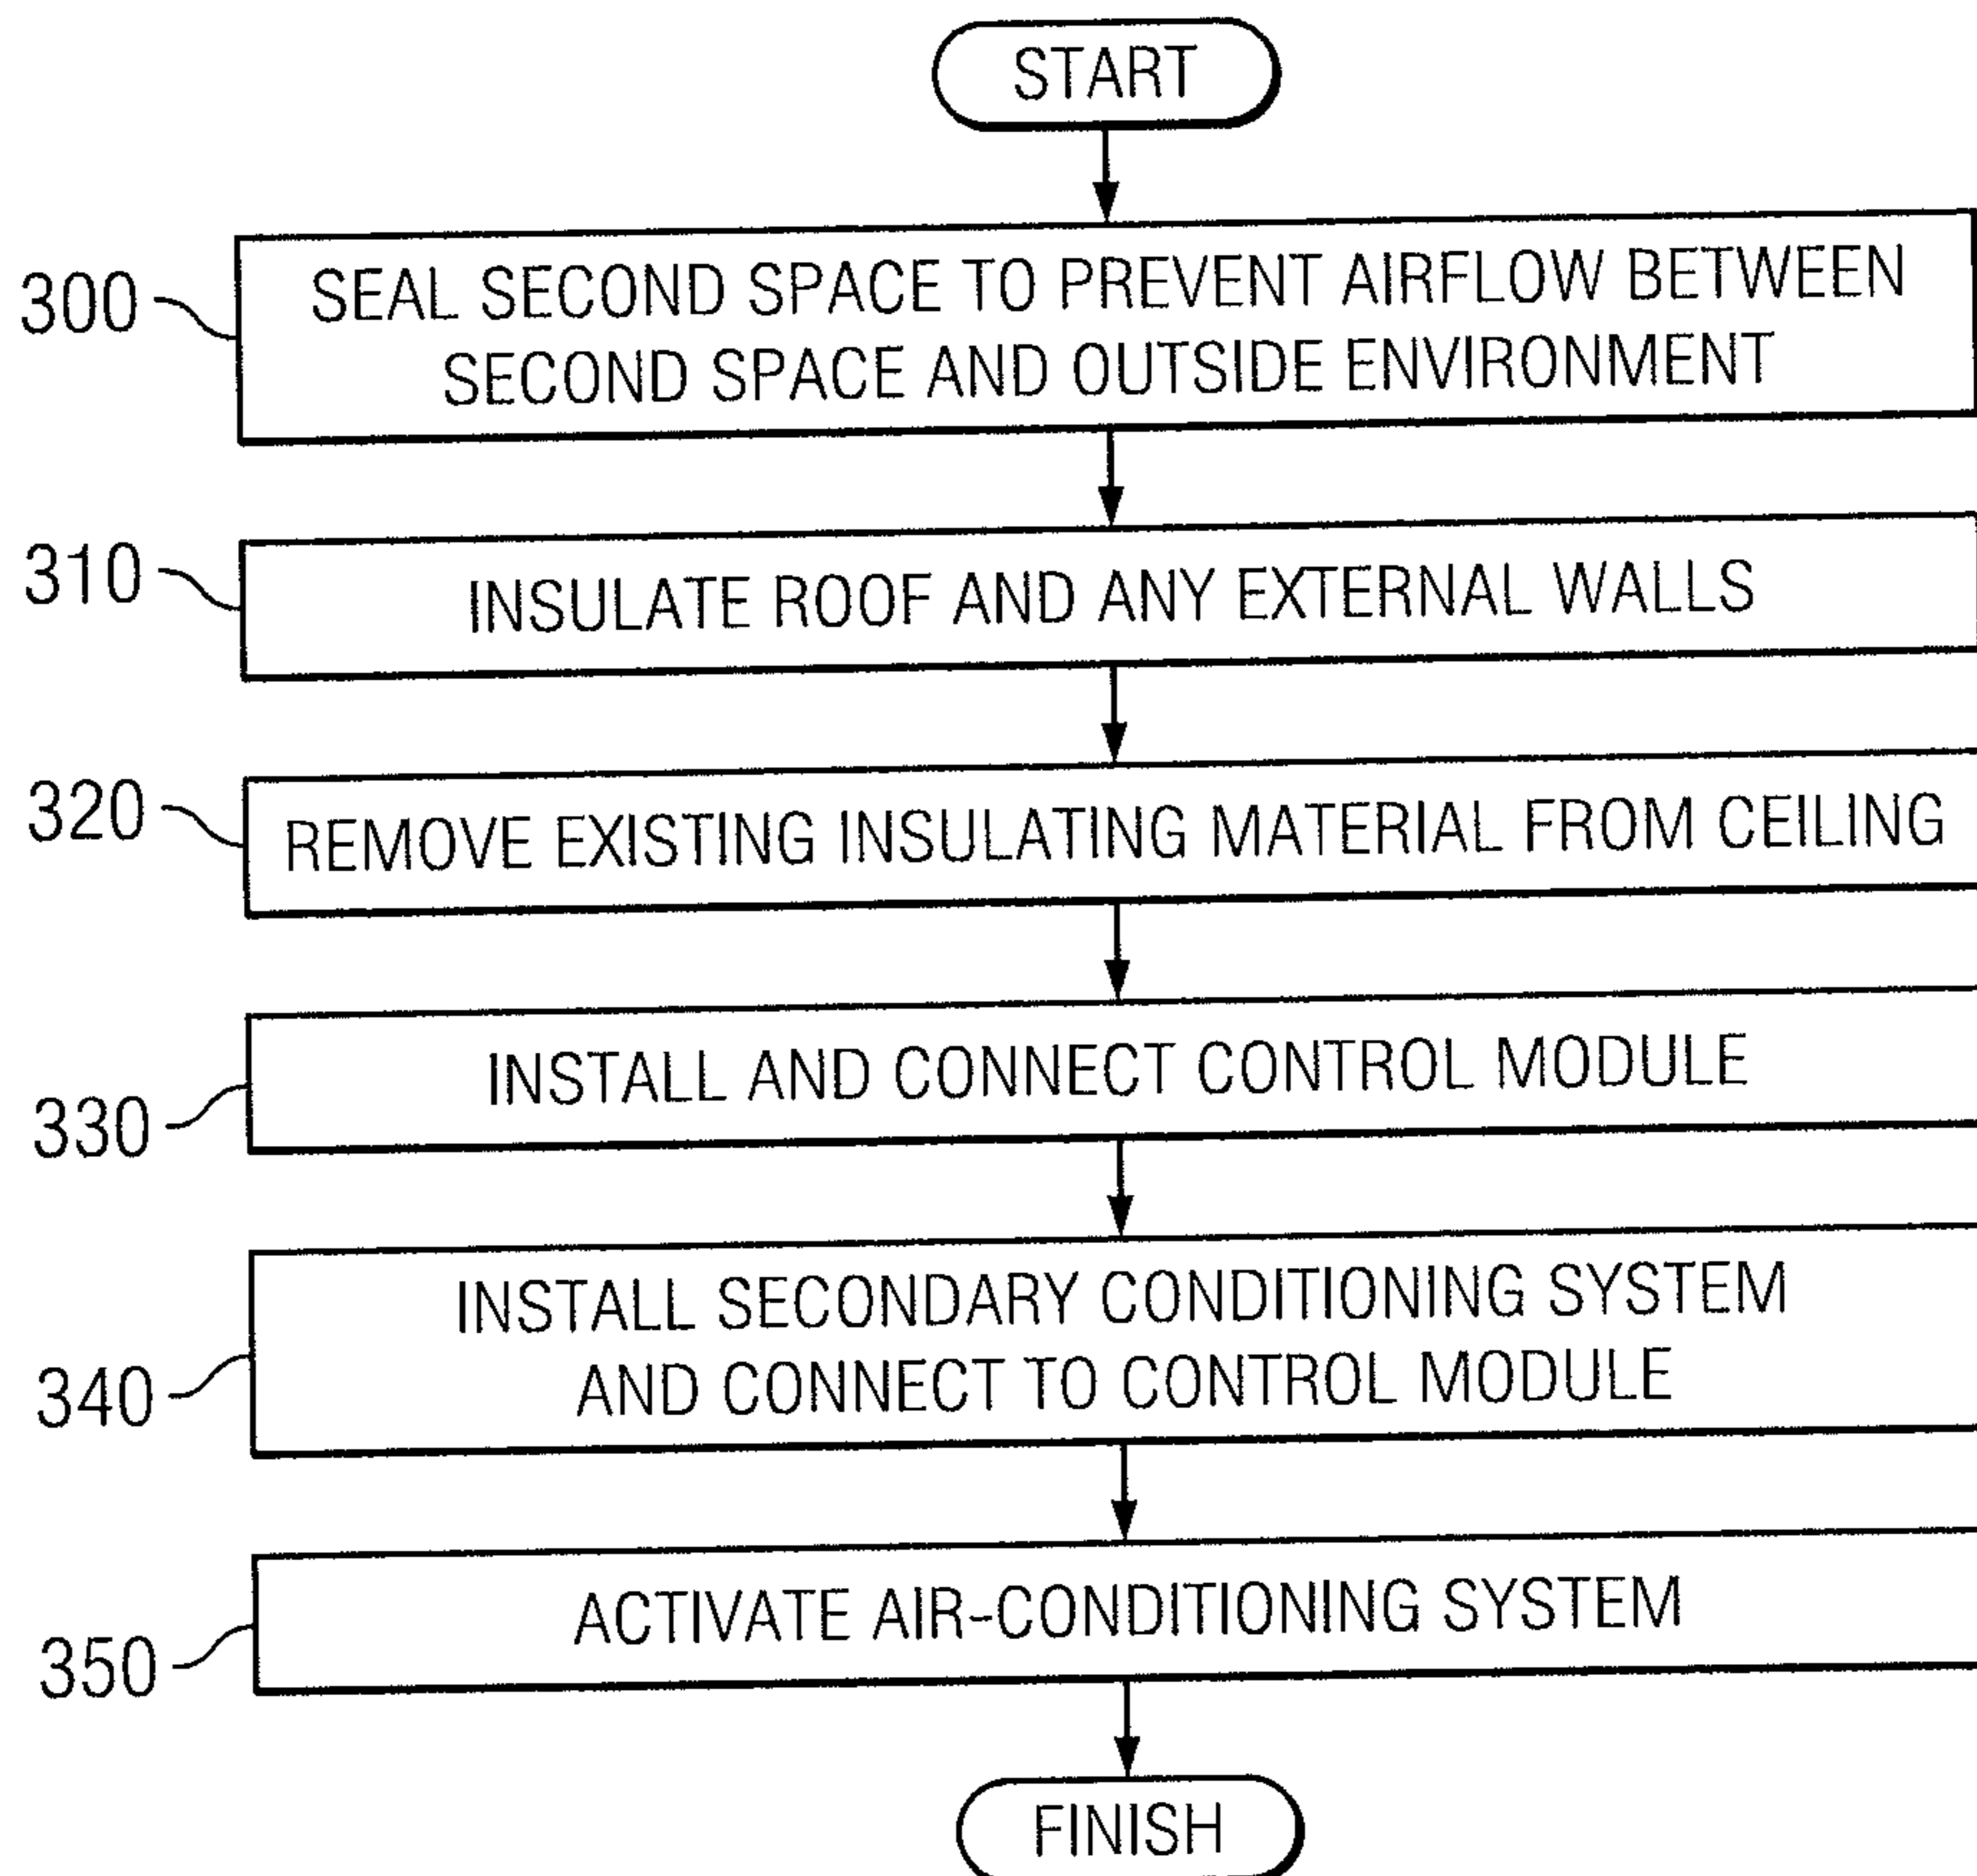 START
300
SEAL SECOND SPACE TO PREVENT AIRFLOW BETWEEN
SECOND SPACE AND OUTSIDE ENVIRONMENT
310
INSULATE ROOF AND ANY EXTERNAL WALLS
320
REMOVE EXISTING INSULATING MATERIAL FROM CEILING
330
INSTALL AND CONNECT CONTROL MODULE
340
INSTALL SECONDARY CONDITIONING SYSTEM
AND CONNECT TO CONTROL MODULE
350
ACTIVATE AIR-CONDITIONING SYSTEM
FINISH